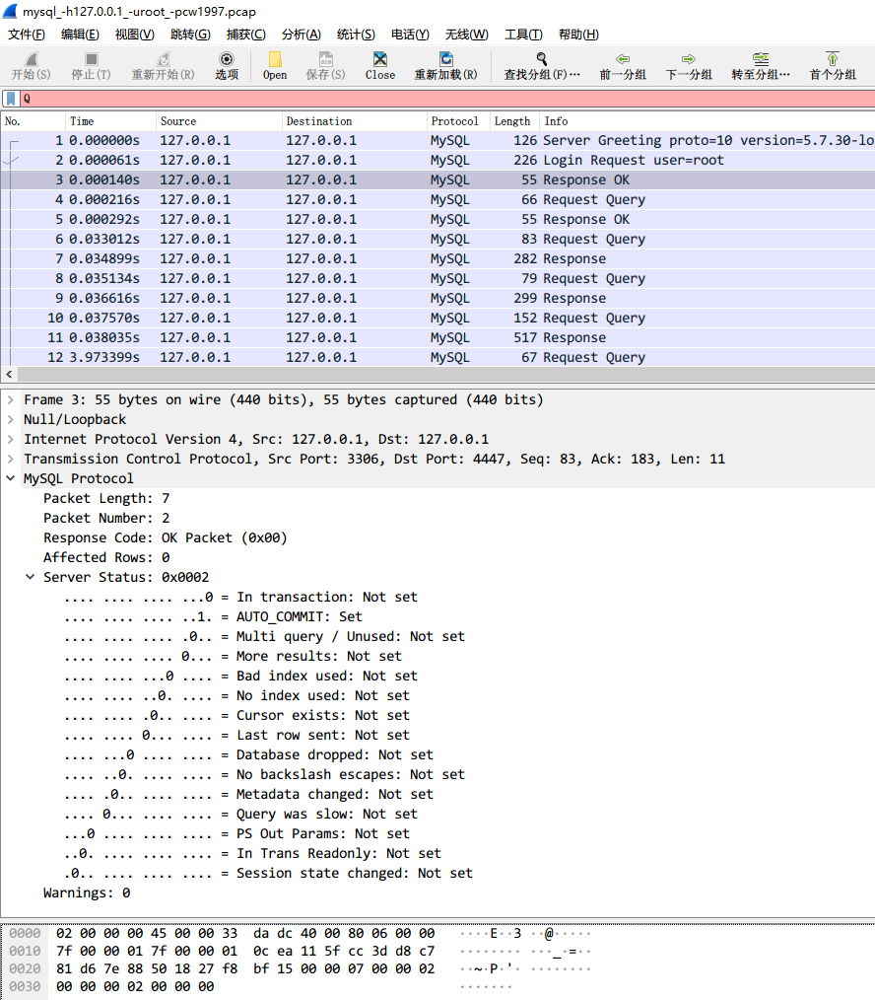 mysql_-h127.0.0.1_-uroot_-pcw1997.pcap
文件(F) 编辑(E) 视图(V) 跳转(G) 捕获(C) 分析(A) 统计(S) 电话(Y) 无线(W) 工具(T) 帮助(H)
开始(S) 停止(T) 重新开始(R) 选项 Open 保存(S) Close 重新加载(R) 查找分组(F)… 前一分组 下一分组 转至分组… 首个分组
Q
No. Time Source Destination Protocol Length Info
1 0.000000s 127.0.0.1 127.0.0.1 MySQL 126 Server Greeting proto=10 version=5.7.30-lo
2 0.000061s 127.0.0.1 127.0.0.1 MySQL 226 Login Request user=root
3 0.000140s 127.0.0.1 127.0.0.1 MySQL 55 Response OK
4 0.000216s 127.0.0.1 127.0.0.1 MySQL 66 Request Query
5 0.000292s 127.0.0.1 127.0.0.1 MySQL 55 Response OK
6 0.033012s 127.0.0.1 127.0.0.1 MySQL 83 Request Query
7 0.034899s 127.0.0.1 127.0.0.1 MySQL 282 Response
8 0.035134s 127.0.0.1 127.0.0.1 MySQL 79 Request Query
9 0.036616s 127.0.0.1 127.0.0.1 MySQL 299 Response
10 0.037570s 127.0.0.1 127.0.0.1 MySQL 152 Request Query
11 0.038035s 127.0.0.1 127.0.0.1 MySQL 517 Response
12 3.973399s 127.0.0.1 127.0.0.1 MySQL 67 Request Query
Frame 3: 55 bytes on wire (440 bits), 55 bytes captured (440 bits)
Null/Loopback
Internet Protocol Version 4, Src: 127.0.0.1, Dst: 127.0.0.1
Transmission Control Protocol, Src Port: 3306, Dst Port: 4447, Seq: 83, Ack: 183, Len: 11
MySQL Protocol
Packet Length: 7
Packet Number: 2
Response Code: OK Packet (0x00)
Affected Rows: 0
Server Status: 0x0002
.... .... .... ...0 = In transaction: Not set
.... .... .... ..1. = AUTO_COMMIT: Set
.... .... .... .0.. = Multi query / Unused: Not set
.... .... .... 0... = More results: Not set
.... .... ...0 .... = Bad index used: Not set
.... .... ..0. .... = No index used: Not set
.... .... .0.. .... = Cursor exists: Not set
.... .... 0... .... = Last row sent: Not set
.... ...0 .... .... = Database dropped: Not set
.... ..0. .... .... = No backslash escapes: Not set
.... .0.. .... .... = Metadata changed: Not set
.... 0... .... .... = Query was slow: Not set
...0 .... .... .... = PS Out Params: Not set
..0. .... .... .... = In Trans Readonly: Not set
.0.. .... .... .... = Session state changed: Not set
Warnings: 0
0000 02 00 00 00 45 00 00 33 da dc 40 00 80 06 00 00 ····E··3 ··@·····
0010 7f 00 00 01 7f 00 00 01 0c ea 11 5f cc 3d d8 c7 ········ ···_·=··
0020 81 d6 7e 88 50 18 27 f8 bf 15 00 00 07 00 00 02 ··~·P·'· ········
0030 00 00 00 02 00 00 00 ·······